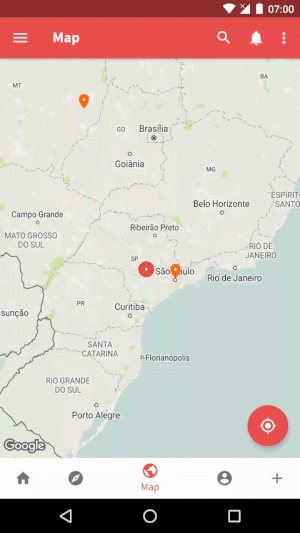 07:00
Map
BA
MT
GO
Brasília
Goiânia
MG
Belo Horizonte
"ESPÍRIT
SANTO
Campo Grande
Ribeirão Preto
MATO GROSSO
DO SUL
RIO DE
JANEIRO
SP
São
ulo
Rio de Janeiro
PR
Curitiba
sunção
SANTA
CATARINA
Florianópolis
RIO GRANDE
DO SUL
Porto Alegre
Google
Map